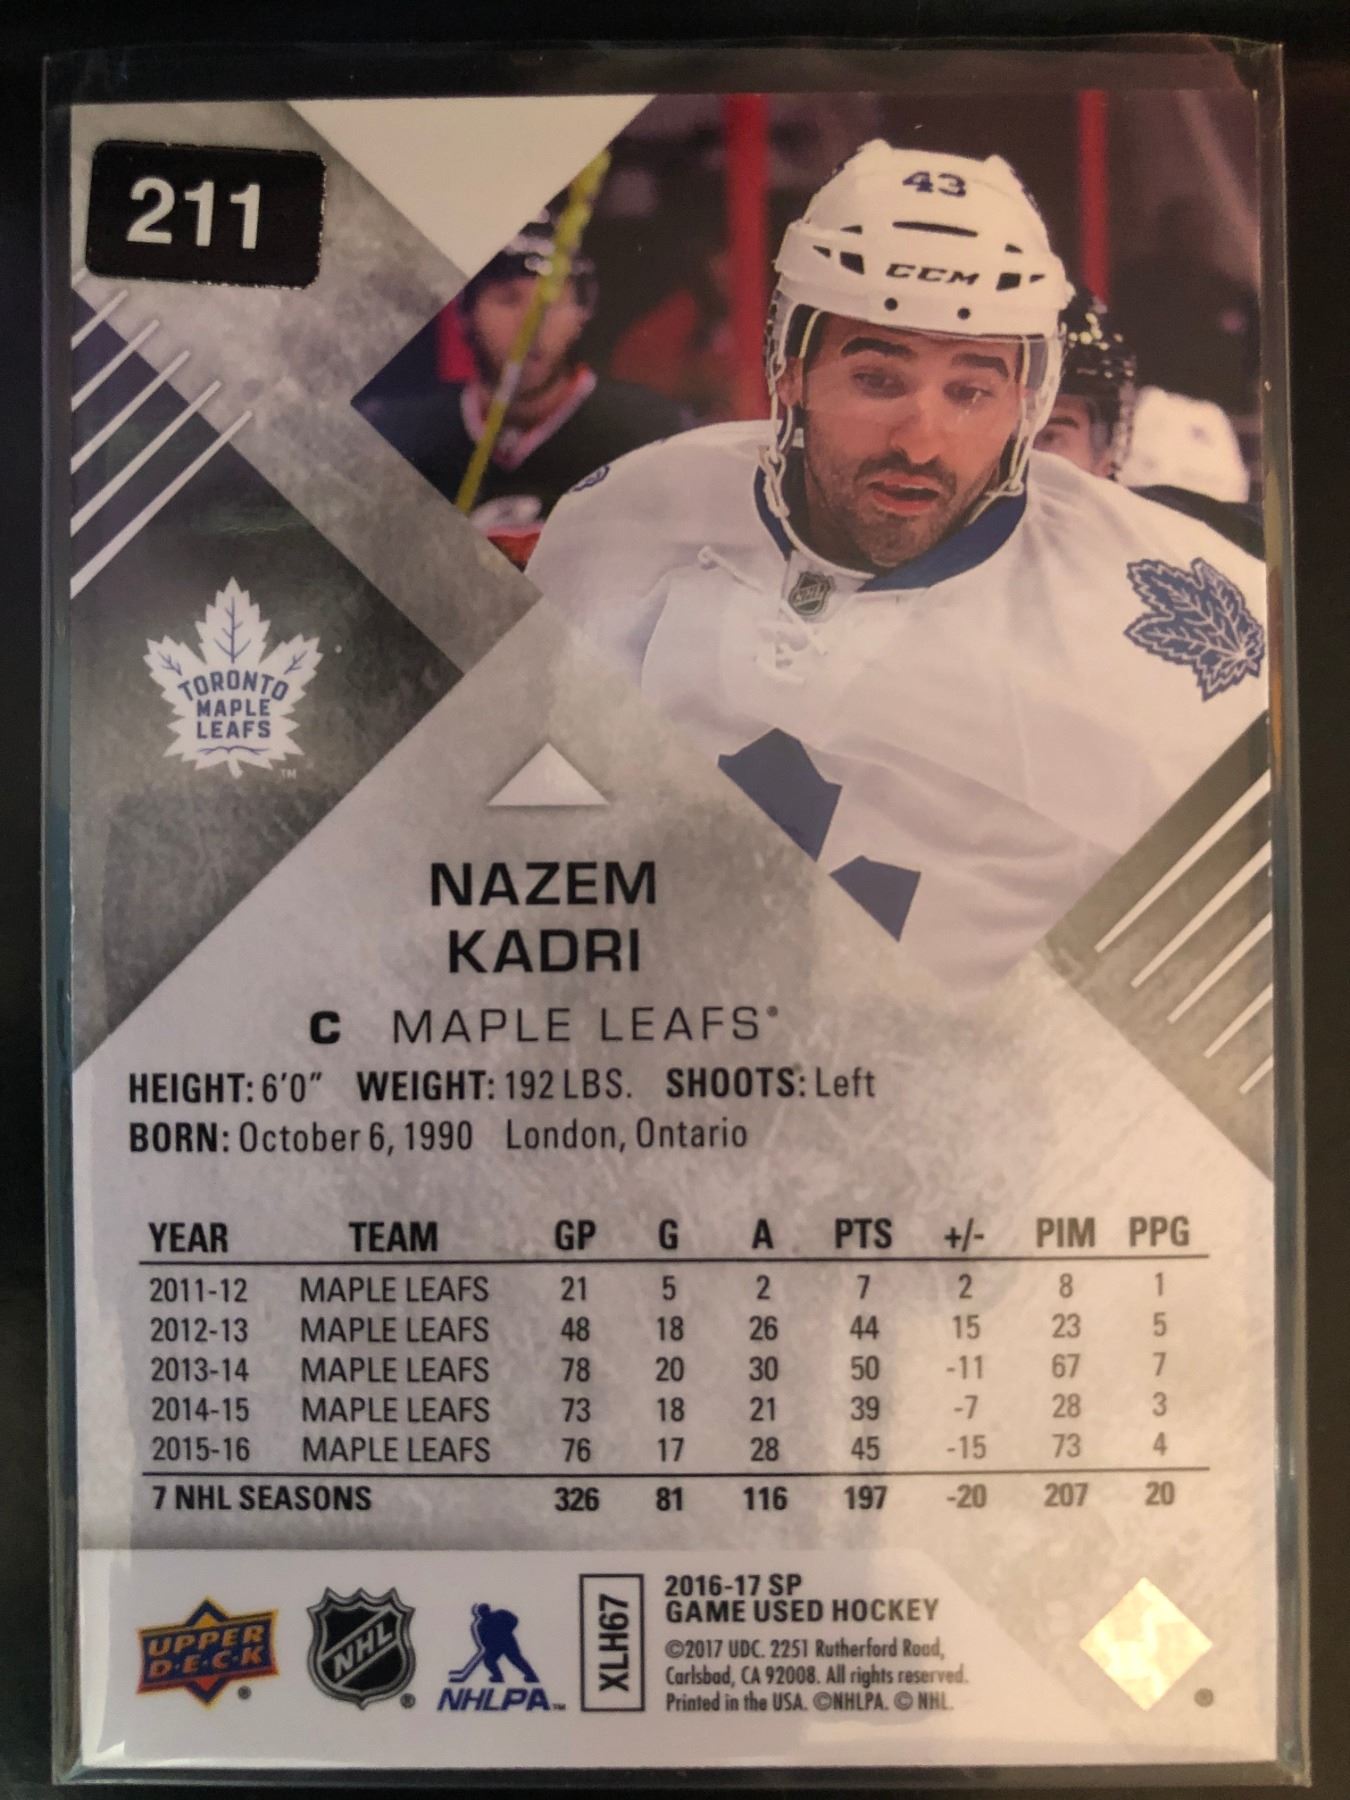 211
43
CCM
NHL
TORONTO
MAPLE
LEAFS
TM
NAZEM
KADRI
C MAPLE LEAFS®
HEIGHT: 6'0" WEIGHT: 192 LBS. SHOOTS: Left
BORN: October 6, 1990 London, Ontario
YEAR TEAM GP G A PTS +/- PIM PPG
2011-12 MAPLE LEAFS 21 5 2 7 2 8 1
2012-13 MAPLE LEAFS 48 18 26 44 15 23 5
2013-14 MAPLE LEAFS 78 20 30 50 -11 67 7
2014-15 MAPLE LEAFS 73 18 21 39 -7 28 3
2015-16 MAPLE LEAFS 76 17 28 45 -15 73 4
7 NHL SEASONS 326 81 116 197 -20 207 20
UPPER
D·E·C·K ®
NHL ®
NHLPA™
XLH67
2016-17 SP
GAME USED HOCKEY
©2017 UDC. 2251 Rutherford Road,
Carlsbad, CA 92008. All rights reserved.
Printed in the USA. ©NHLPA. © NHL.
®